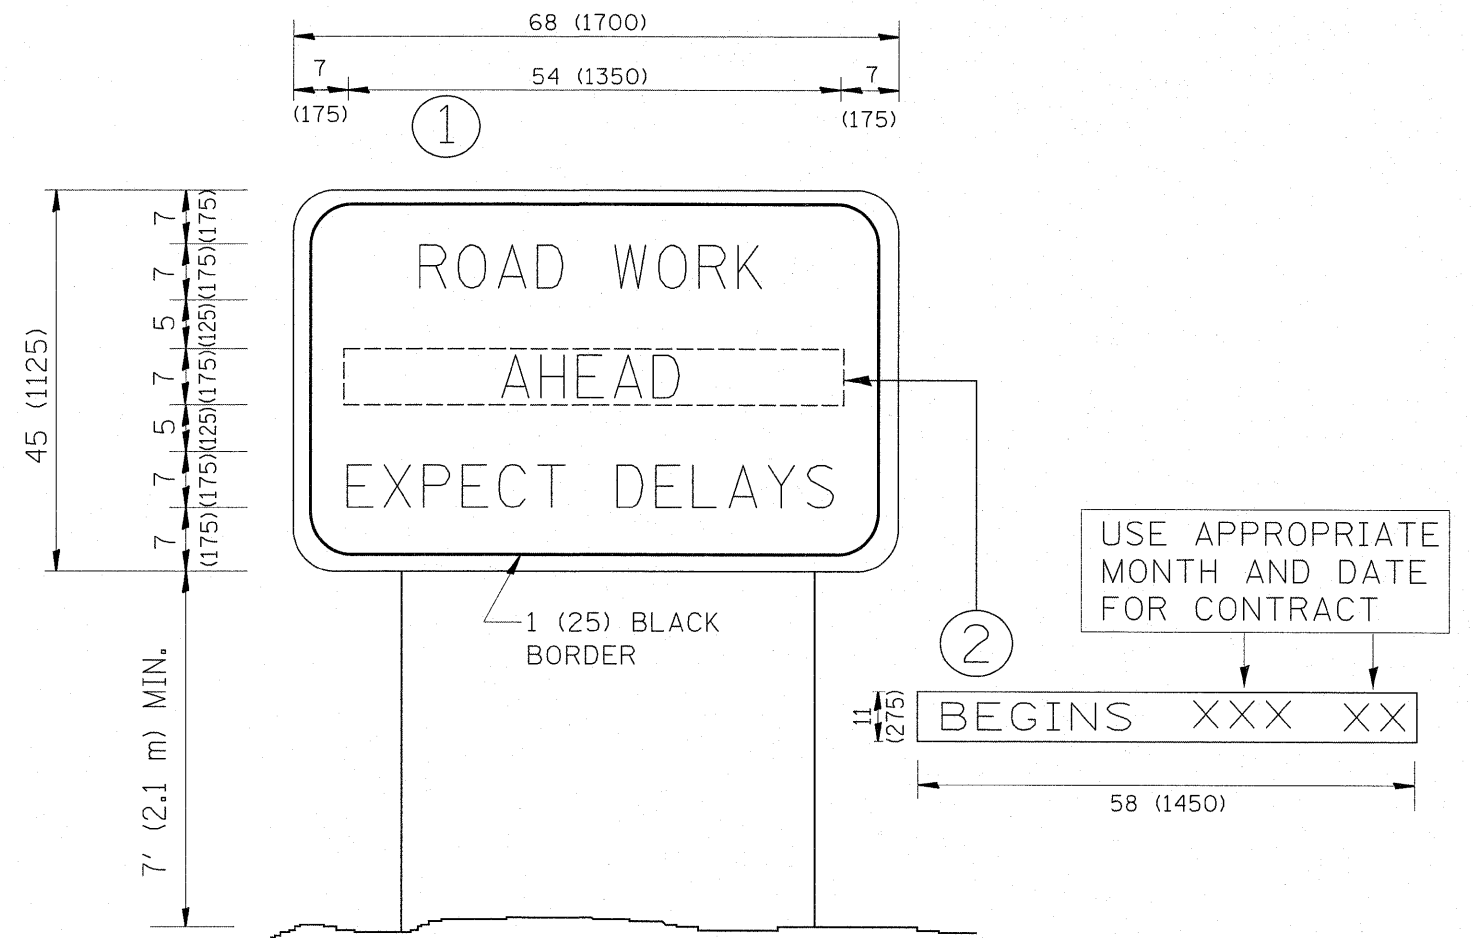 68 (1700)
7
54 (1350)
7
(175)
(175)
1
45 (1125)
7
(175)
7
(175)
5
(125)
7
(175)
5
(125)
7
(175)
7
(175)
ROAD WORK
AHEAD
EXPECT DELAYS
1 (25) BLACK
BORDER
7' (2.1 m) MIN.
2
USE APPROPRIATE
MONTH AND DATE
FOR CONTRACT
11
(275)
BEGINS XXX XX
58 (1450)